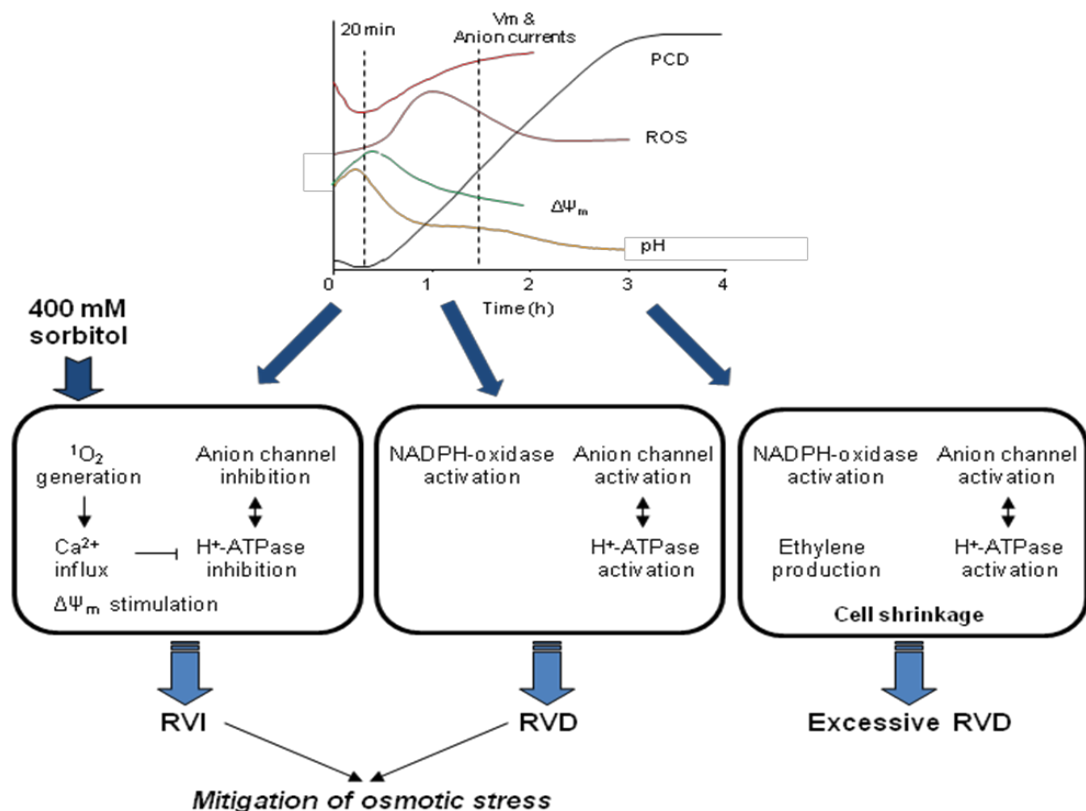 20 min
Vm &
Anion currents
PCD
ROS
ΔΨm
pH
0 1 2 3 4
Time (h)
400 mM
sorbitol
¹O₂
generation
Ca²⁺
influx
ΔΨm stimulation
Anion channel
inhibition
H⁺-ATPase
inhibition
NADPH-oxidase
activation
Anion channel
activation
H⁺-ATPase
activation
NADPH-oxidase
activation
Anion channel
activation
Ethylene
production
H⁺-ATPase
activation
Cell shrinkage
RVI
RVD
Excessive RVD
Mitigation of osmotic stress